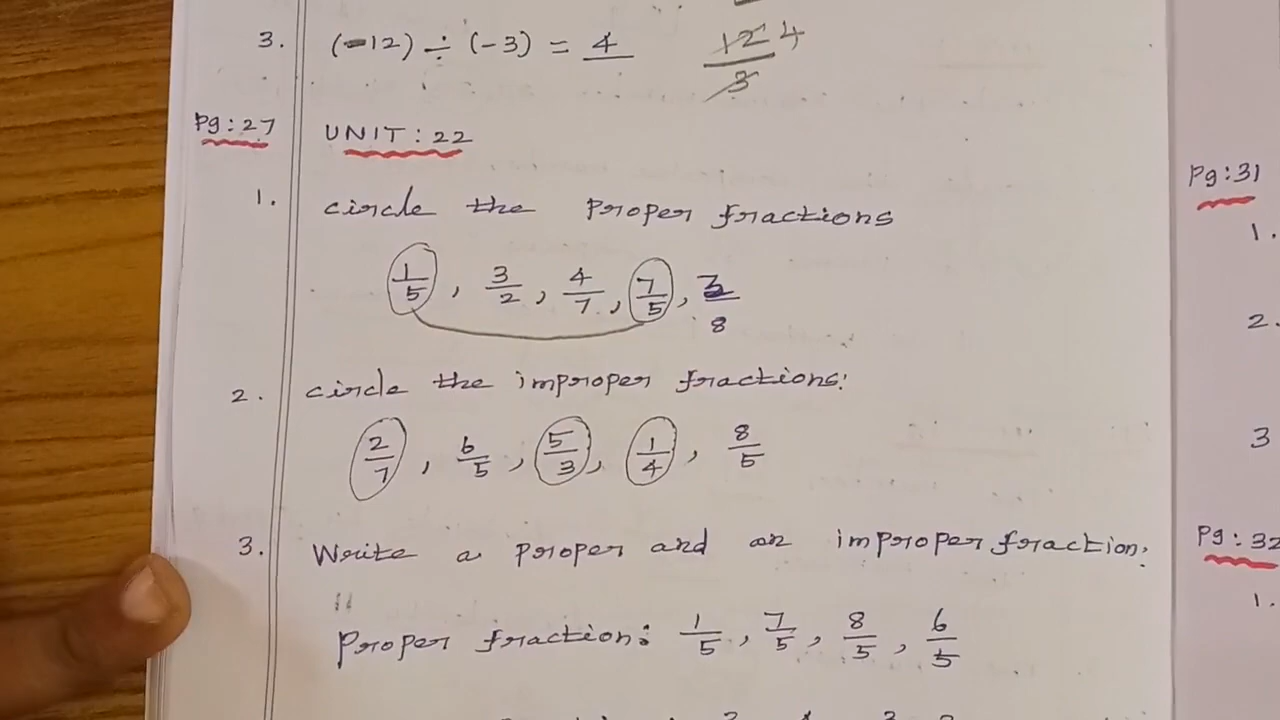 3. (-12) ÷ (-3) = 4 12 4 / 3
Pg:27 UNIT:22
1. circle the Proper fractions
1/5, 3/2, 4/7, 7/5, 3/8
2. circle the improper fractions:
2/7, 6/5, 5/3, 1/4, 8/5
3. Write a proper and an improper fraction:
Proper fraction: 1/5, 7/5, 8/5, 6/5
Pg:31
1.
2.
3
Pg:32
1.